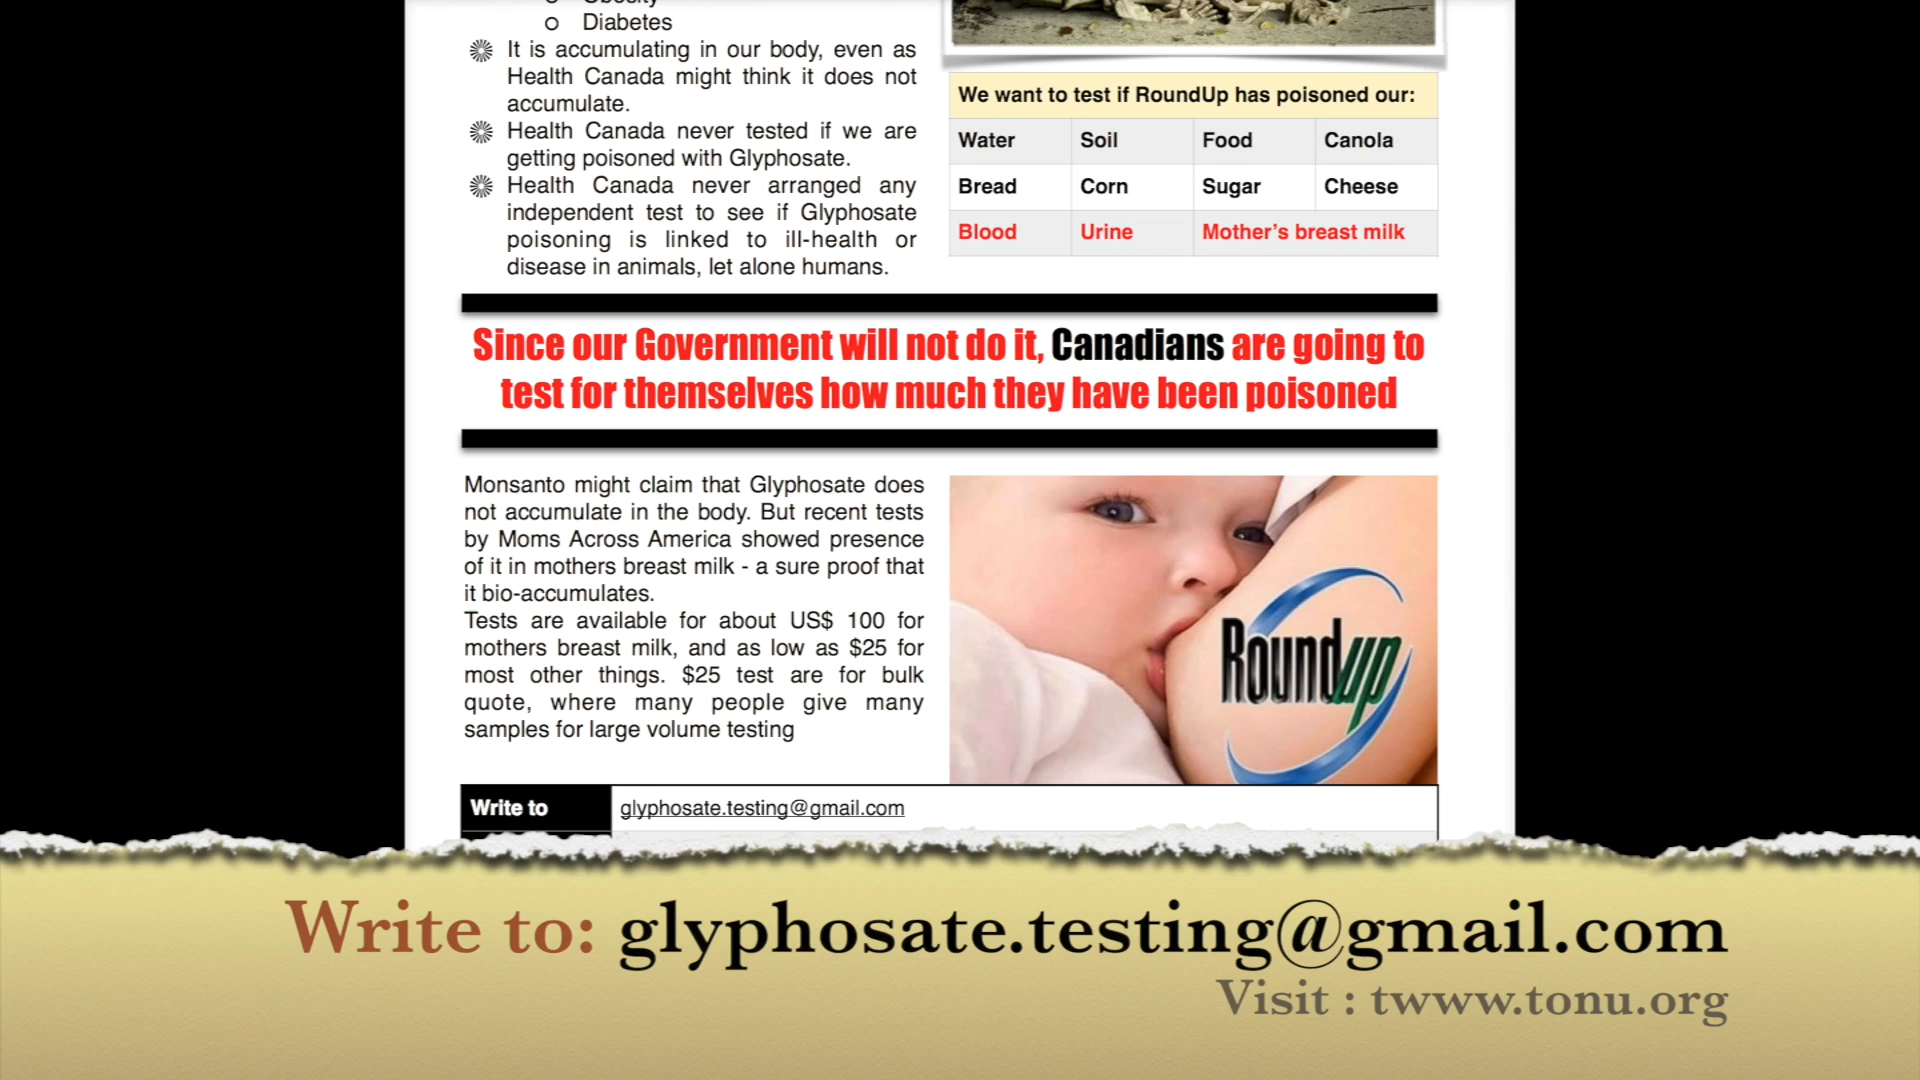 Obesity
o Diabetes
It is accumulating in our body, even as
Health Canada might think it does not
accumulate.
Health Canada never tested if we are
getting poisoned with Glyphosate.
Health Canada never arranged any
independent test to see if Glyphosate
poisoning is linked to ill-health or
disease in animals, let alone humans.
We want to test if RoundUp has poisoned our:
Water Soil Food Canola
Bread Corn Sugar Cheese
Blood Urine Mother's breast milk
Since our Government will not do it, Canadians are going to
test for themselves how much they have been poisoned
Monsanto might claim that Glyphosate does
not accumulate in the body. But recent tests
by Moms Across America showed presence
of it in mothers breast milk - a sure proof that
it bio-accumulates.
Tests are available for about US$ 100 for
mothers breast milk, and as low as $25 for
most other things. $25 test are for bulk
quote, where many people give many
samples for large volume testing
Roundup
Write to glyphosate.testing@gmail.com
Write to: glyphosate.testing@gmail.com
Visit : twww.tonu.org